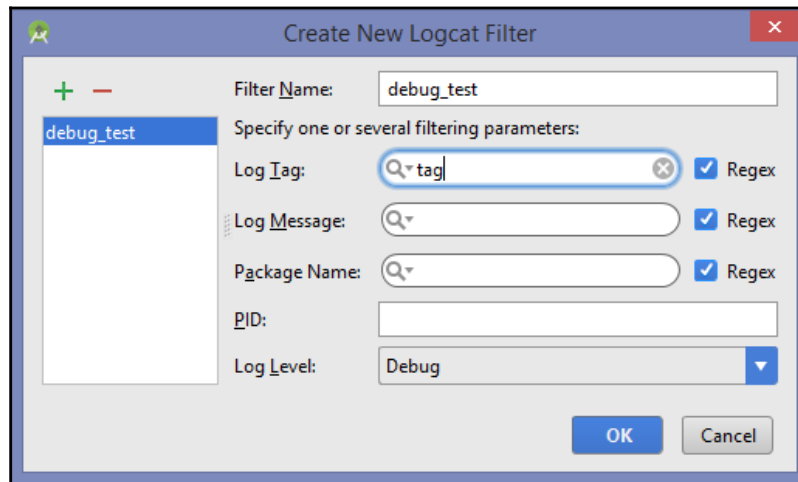 Create New Logcat Filter
Filter Name: debug_test
debug_test
Specify one or several filtering parameters:
Log Tag: tag Regex
Log Message: Regex
Package Name: Regex
PID:
Log Level: Debug
OK Cancel